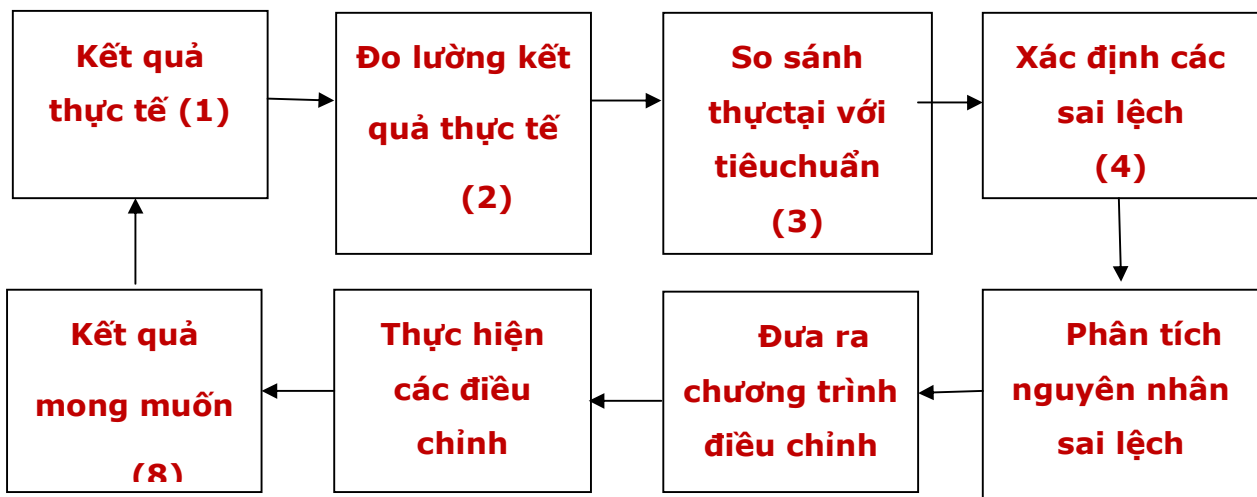 Kết quả
thực tế (1)
Đo lường kết
quả thực tế
(2)
So sánh
thựctại với
tiêuchuẩn
(3)
Xác định các
sai lệch
(4)
Phân tích
nguyên nhân
sai lệch
Đưa ra
chương trình
điều chỉnh
Thực hiện
các điều
chỉnh
Kết quả
mong muốn
(8)